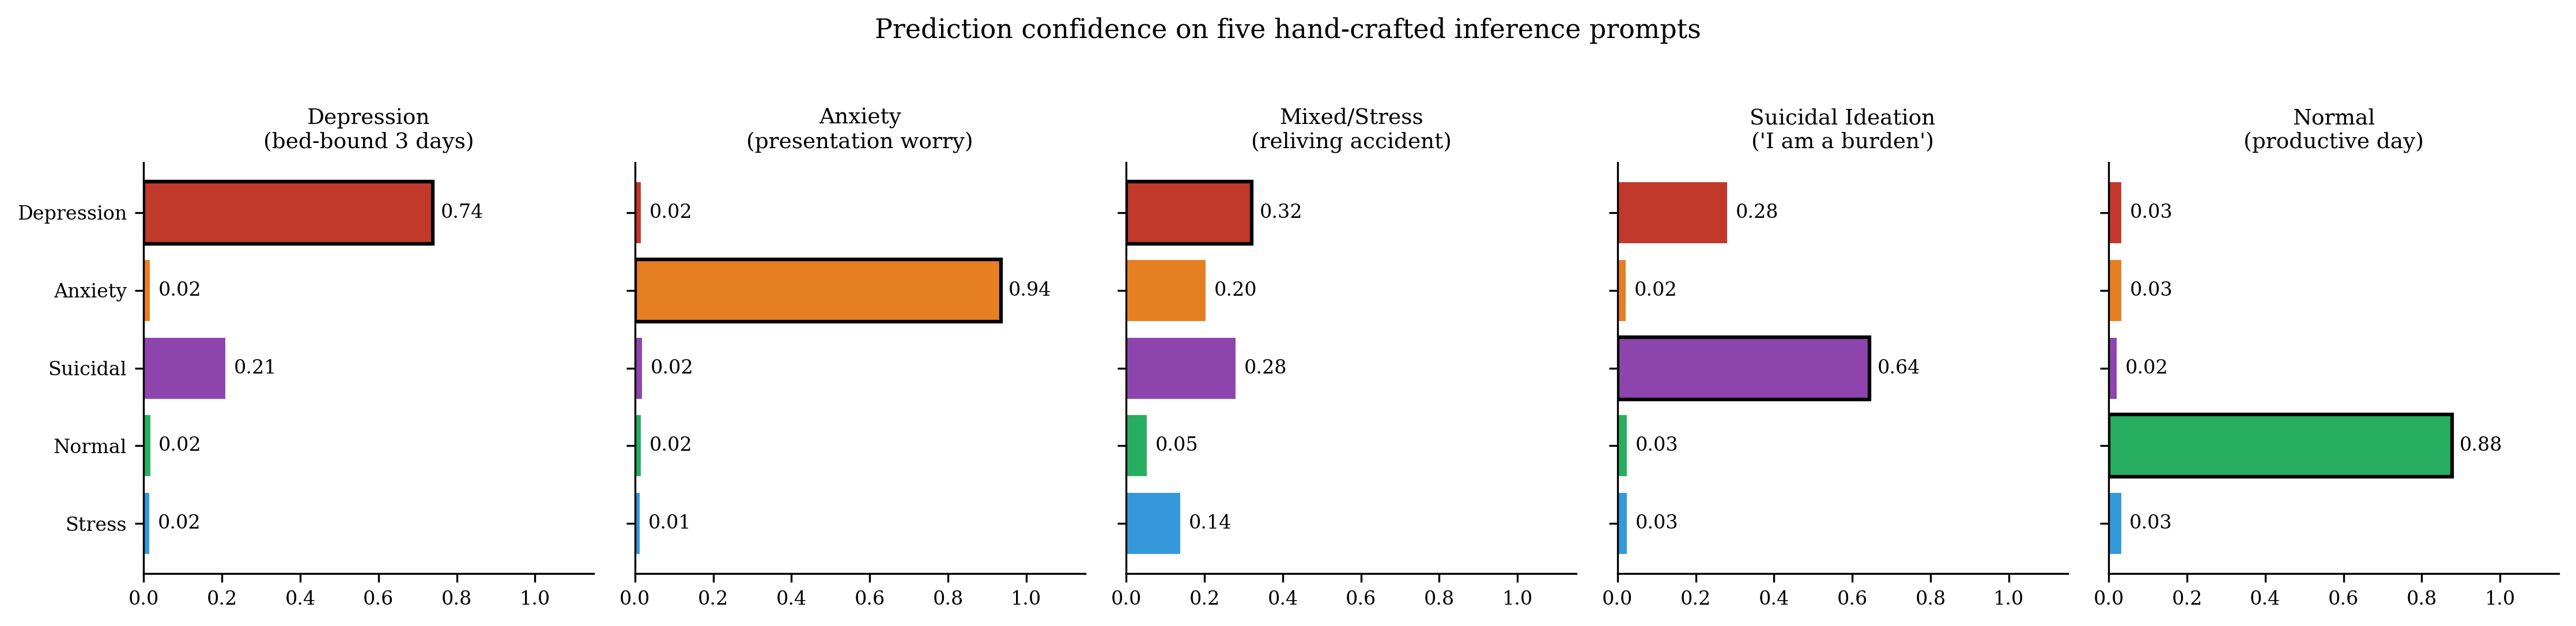 Prediction confidence on five hand-crafted inference prompts
Depression
(bed-bound 3 days)
Depression
0.74
Anxiety
0.02
Suicidal
0.21
Normal
0.02
Stress
0.02
0.0 0.2 0.4 0.6 0.8 1.0
Anxiety
(presentation worry)
0.02
0.94
0.02
0.02
0.01
0.0 0.2 0.4 0.6 0.8 1.0
Mixed/Stress
(reliving accident)
0.32
0.20
0.28
0.05
0.14
0.0 0.2 0.4 0.6 0.8 1.0
Suicidal Ideation
('I am a burden')
0.28
0.02
0.64
0.03
0.03
0.0 0.2 0.4 0.6 0.8 1.0
Normal
(productive day)
0.03
0.03
0.02
0.88
0.03
0.0 0.2 0.4 0.6 0.8 1.0